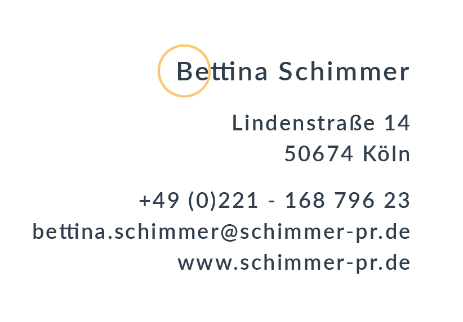 Bettina Schimmer
Lindenstraße 14
50674 Köln
+49 (0)221 - 168 796 23
bettina.schimmer@schimmer-pr.de
www.schimmer-pr.de